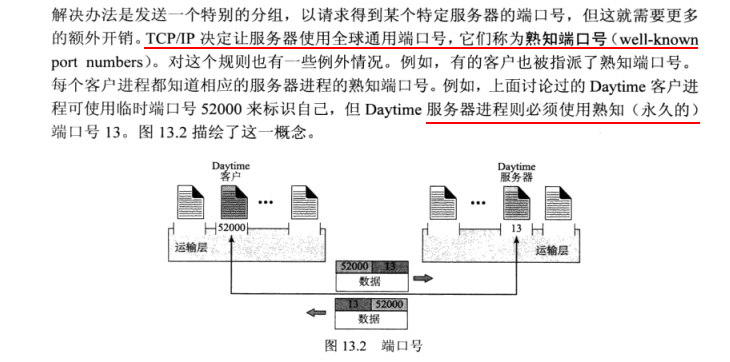 解决办法是发送一个特别的分组，以请求得到某个特定服务器的端口号，但这就需要更多
的额外开销。TCP/IP 决定让服务器使用全球通用端口号，它们称为熟知端口号（well-known
port numbers）。对这个规则也有一些例外情况。例如，有的客户也被指派了熟知端口号。
每个客户进程都知道相应的服务器进程的熟知端口号。例如，上面讨论过的 Daytime 客户进
程可使用临时端口号 52000 来标识自己，但 Daytime 服务器进程则必须使用熟知（永久的）
端口号 13。图 13.2 描绘了这一概念。
Daytime
客户
Daytime
服务器
52000
13
运输层
运输层
52000 13
数据
13 52000
数据
图 13.2 端口号